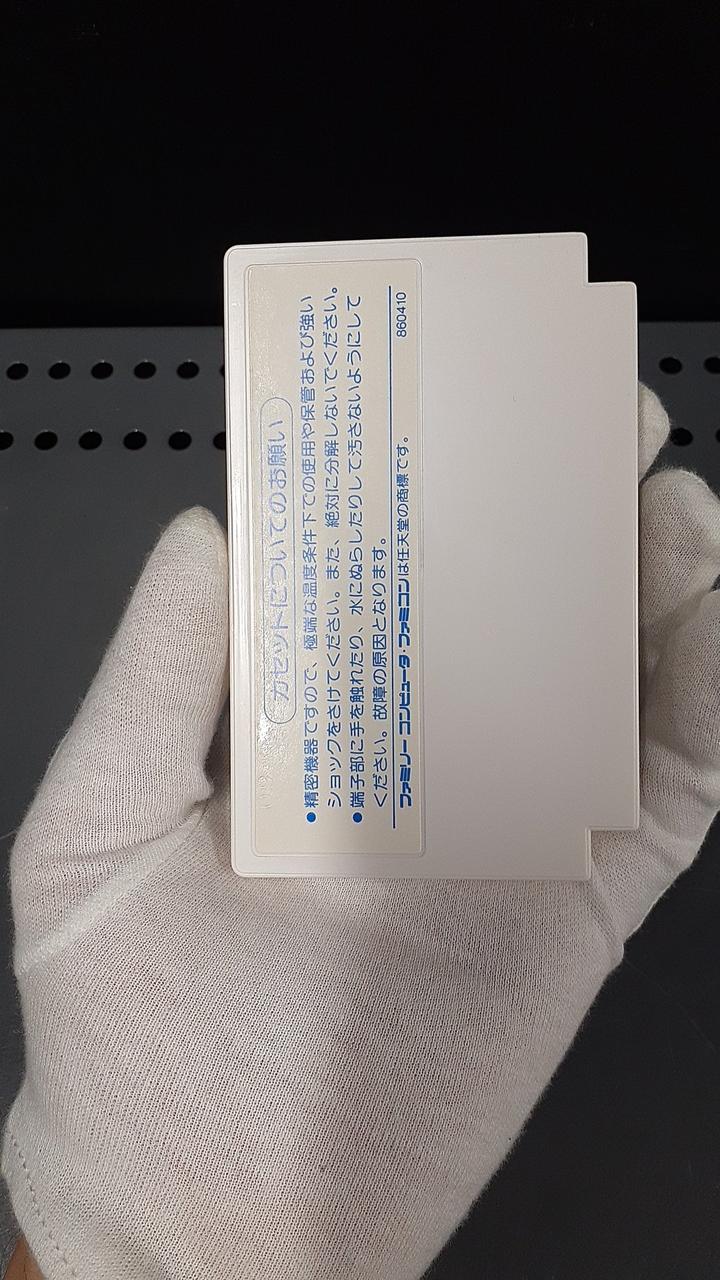 カセットについてのお願い
●精密機器ですので、極端な温度条件下での使用や保管および強い
ショックをさけてください。また、絶対に分解しないでください。
●端子部に手を触れたり、水にぬらしたりして汚さないようにして
ください。故障の原因となります。
ファミリー コンピュータ・ファミコンは任天堂の商標です。 860410